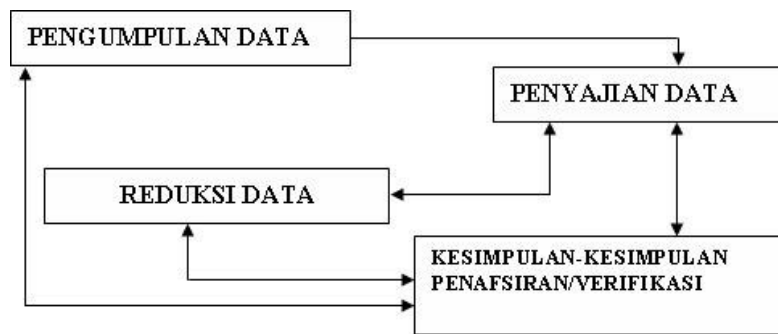 PENGUMPULAN DATA
PENYAJIAN DATA
REDUKSI DATA
KESIMPULAN-KESIMPULAN
PENAFSIRAN/VERIFIKASI